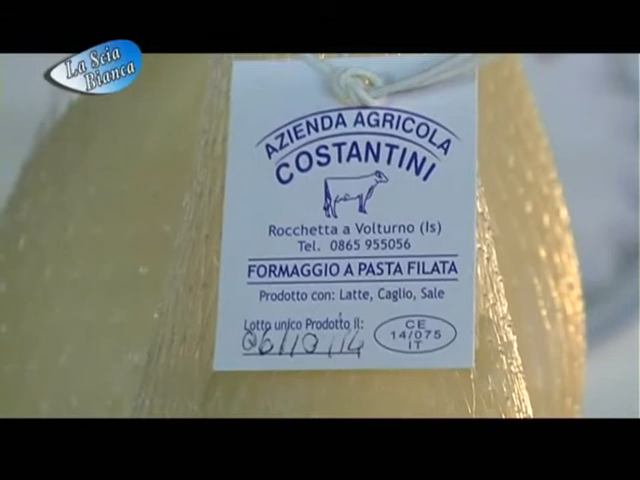 La Scia
Bianca
AZIENDA AGRICOLA
COSTANTINI
Rocchetta a Volturno (Is)
Tel. 0865 955056
FORMAGGIO A PASTA FILATA
Prodotto con: Latte, Caglio, Sale
Lotto unico Prodotto il:
06/10/14
CE
14/075
IT